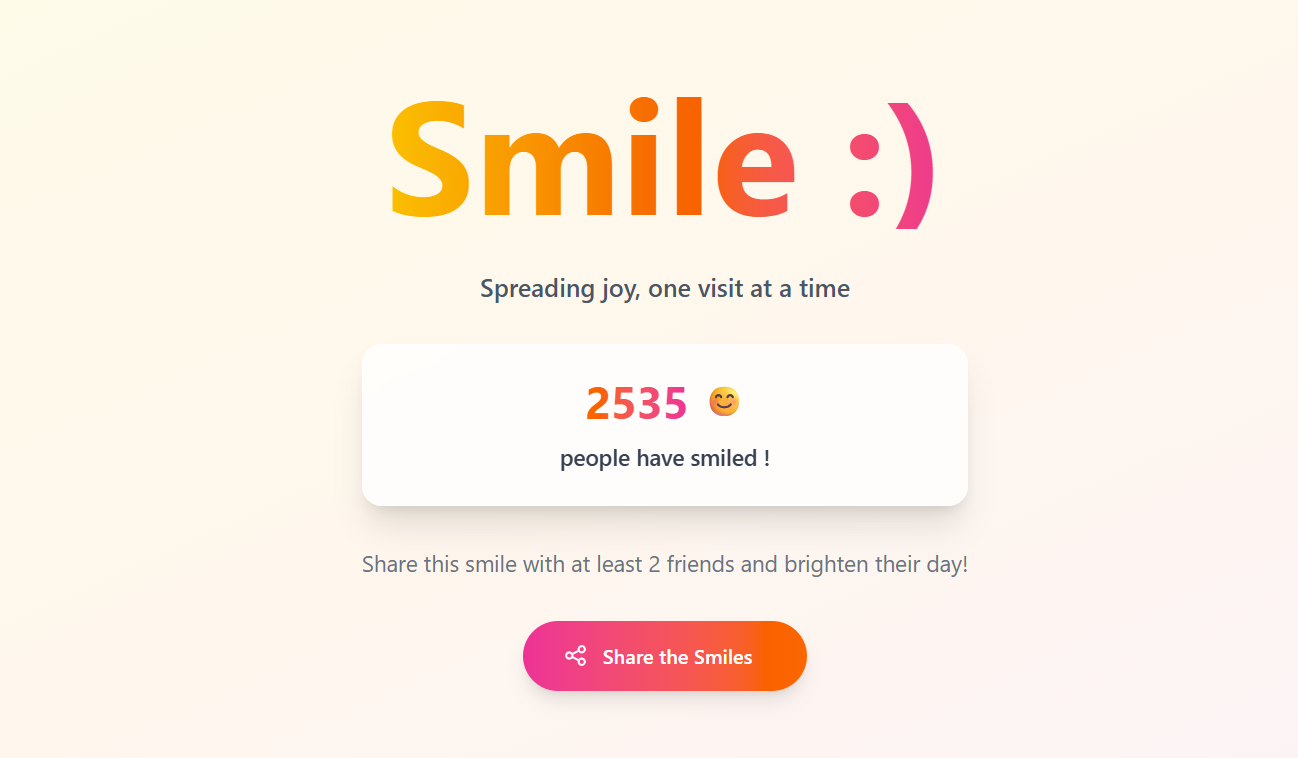 Smile :)
Spreading joy, one visit at a time
2535 😊
people have smiled !
Share this smile with at least 2 friends and brighten their day!
Share the Smiles